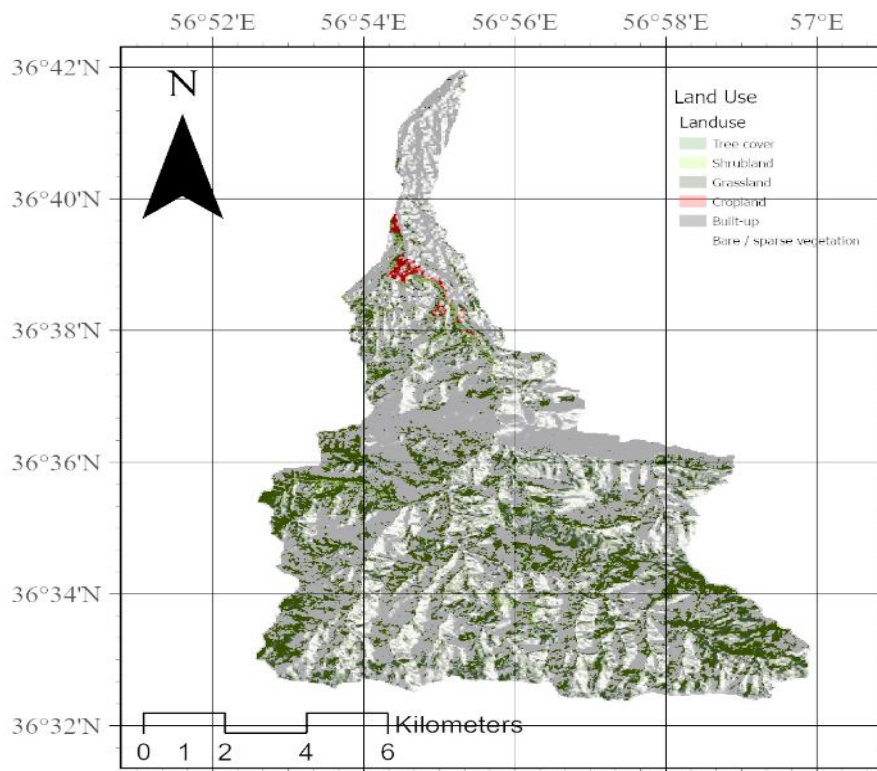 56°52'E 56°54'E 56°56'E 56°58'E 57°E
36°42'N
36°40'N
36°38'N
36°36'N
36°34'N
36°32'N
N
Land Use
Landuse
Tree cover
Shrubland
Grassland
Cropland
Built-up
Bare / sparse vegetation
Kilometers
0 1 2 4 6